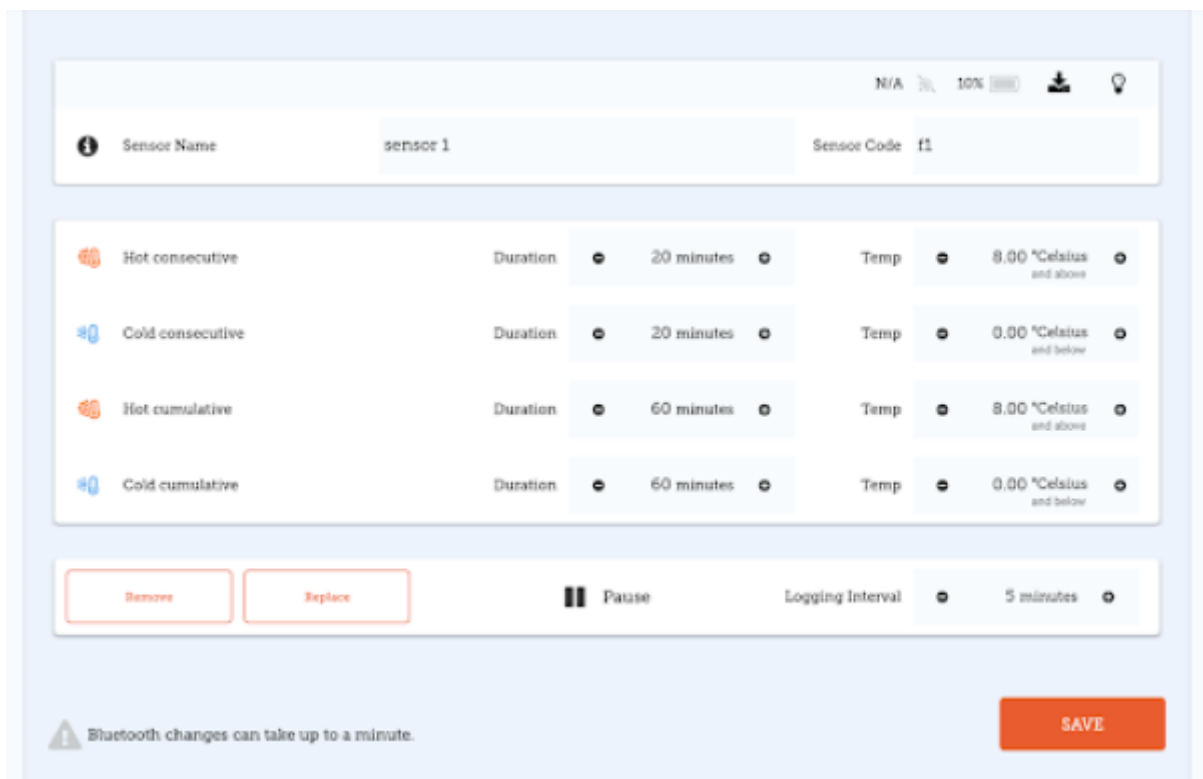 N/A 10%
Sensor Name sensor 1 Sensor Code f1
Hot consecutive Duration 20 minutes Temp 8.00 °Celsius
and above
Cold consecutive Duration 20 minutes Temp 0.00 °Celsius
and below
Hot cumulative Duration 60 minutes Temp 8.00 °Celsius
and above
Cold cumulative Duration 60 minutes Temp 0.00 °Celsius
and below
Remove Replace Pause Logging Interval 5 minutes
Bluetooth changes can take up to a minute.
SAVE